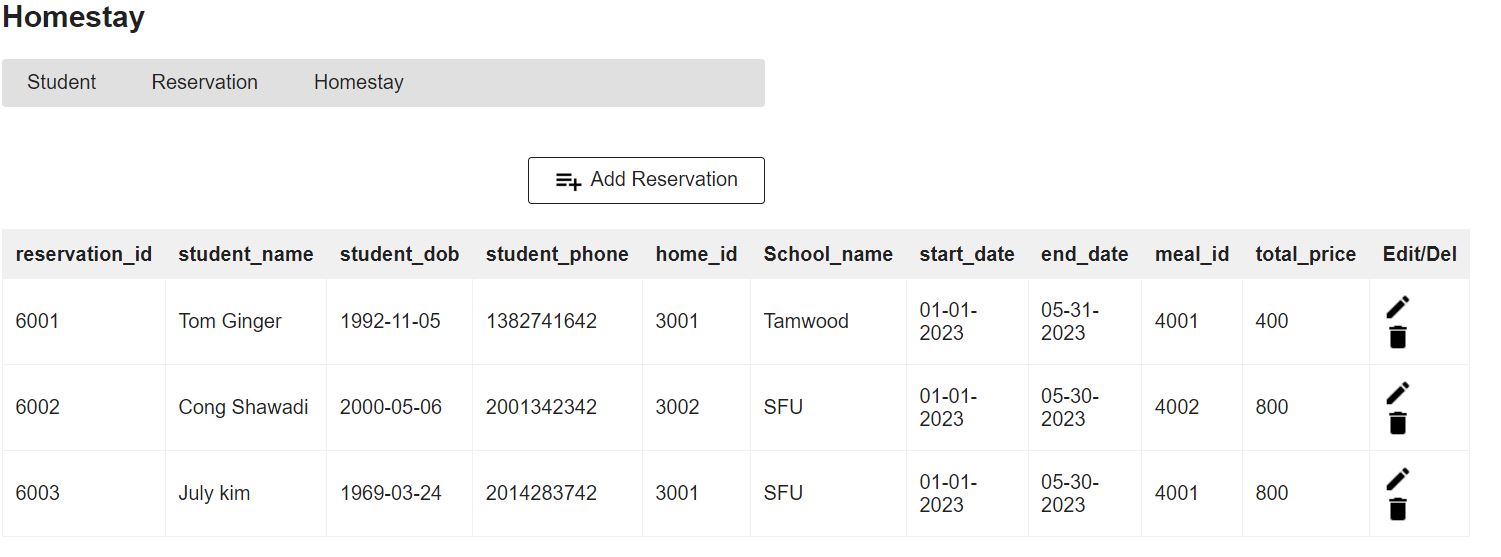 Homestay
Student Reservation Homestay
Add Reservation
reservation_id student_name student_dob student_phone home_id School_name start_date end_date meal_id total_price Edit/Del
6001 Tom Ginger 1992-11-05 1382741642 3001 Tamwood 01-01-2023 05-31-2023 4001 400
6002 Cong Shawadi 2000-05-06 2001342342 3002 SFU 01-01-2023 05-30-2023 4002 800
6003 July kim 1969-03-24 2014283742 3001 SFU 01-01-2023 05-30-2023 4001 800